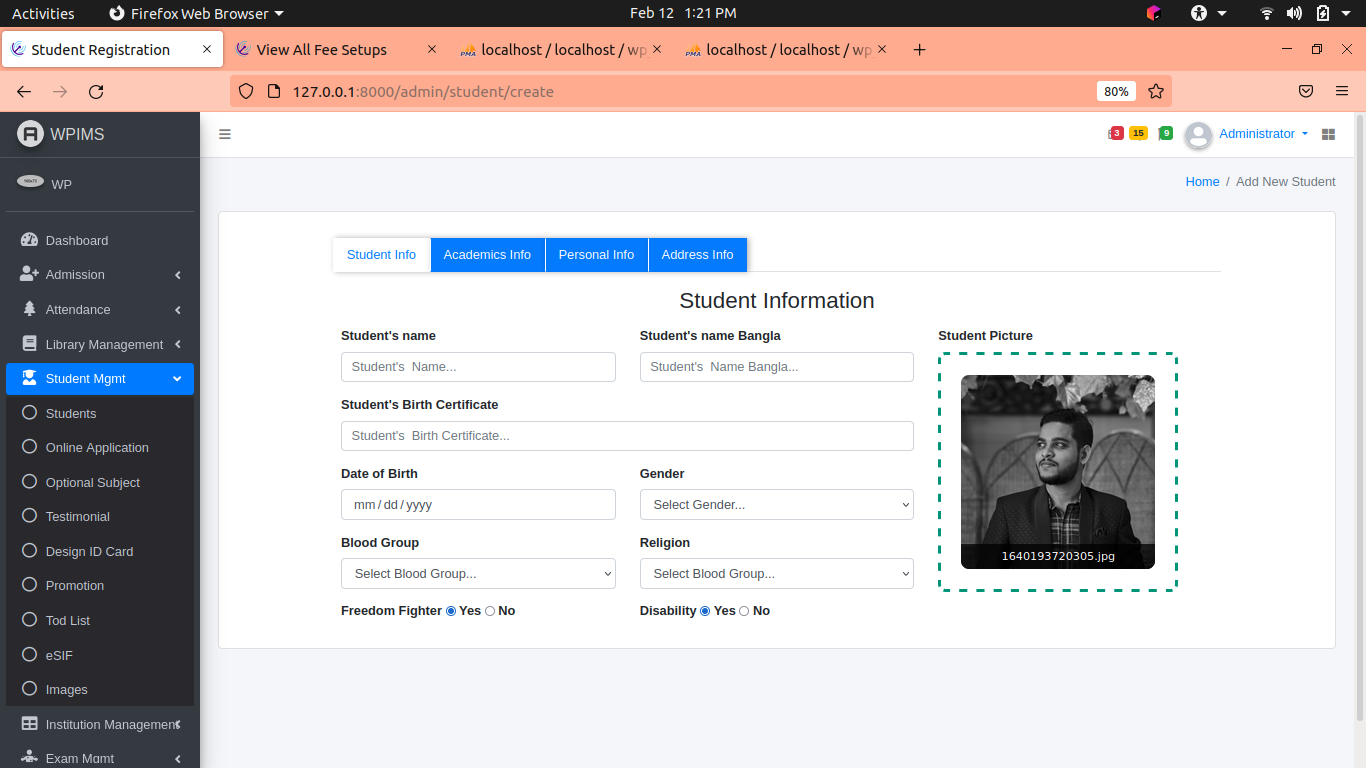 Activities
Firefox Web Browser
Feb 12 1:21 PM
Student Registration
View All Fee Setups
localhost / localhost / wp
localhost / localhost / wp
127.0.0.1:8000/admin/student/create
80%
WPIMS
3
15
9
Administrator
WP
Home / Add New Student
Dashboard
Admission
Attendance
Library Management
Student Mgmt
Students
Online Application
Optional Subject
Testimonial
Design ID Card
Promotion
Tod List
eSIF
Images
Institution Management
Exam Mgmt
Student Info
Academics Info
Personal Info
Address Info
Student Information
Student's name
Student's name Bangla
Student Picture
Student's Name...
Student's Name Bangla...
Student's Birth Certificate
Student's Birth Certificate...
Date of Birth
Gender
mm / dd / yyyy
Select Gender...
Blood Group
Religion
Select Blood Group...
Select Blood Group...
1640193720305.jpg
Freedom Fighter Yes No
Disability Yes No